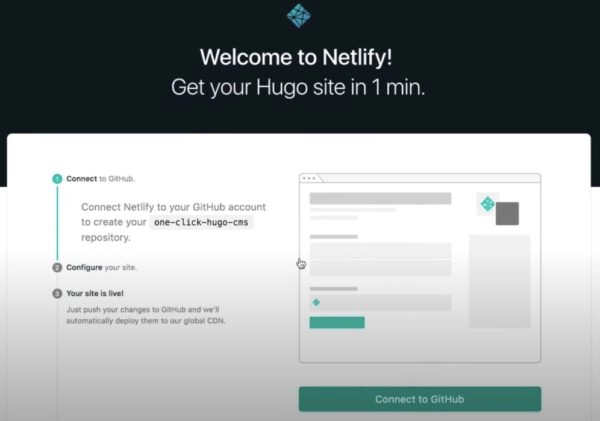 Welcome to Netlify!
Get your Hugo site in 1 min.
1 Connect to GitHub.
Connect Netlify to your GitHub account
to create your one-click-hugo-cms
repository.
2 Configure your site.
3 Your site is live!
Just push your changes to GitHub and we'll
automatically deploy them to our global CDN.
Connect to GitHub